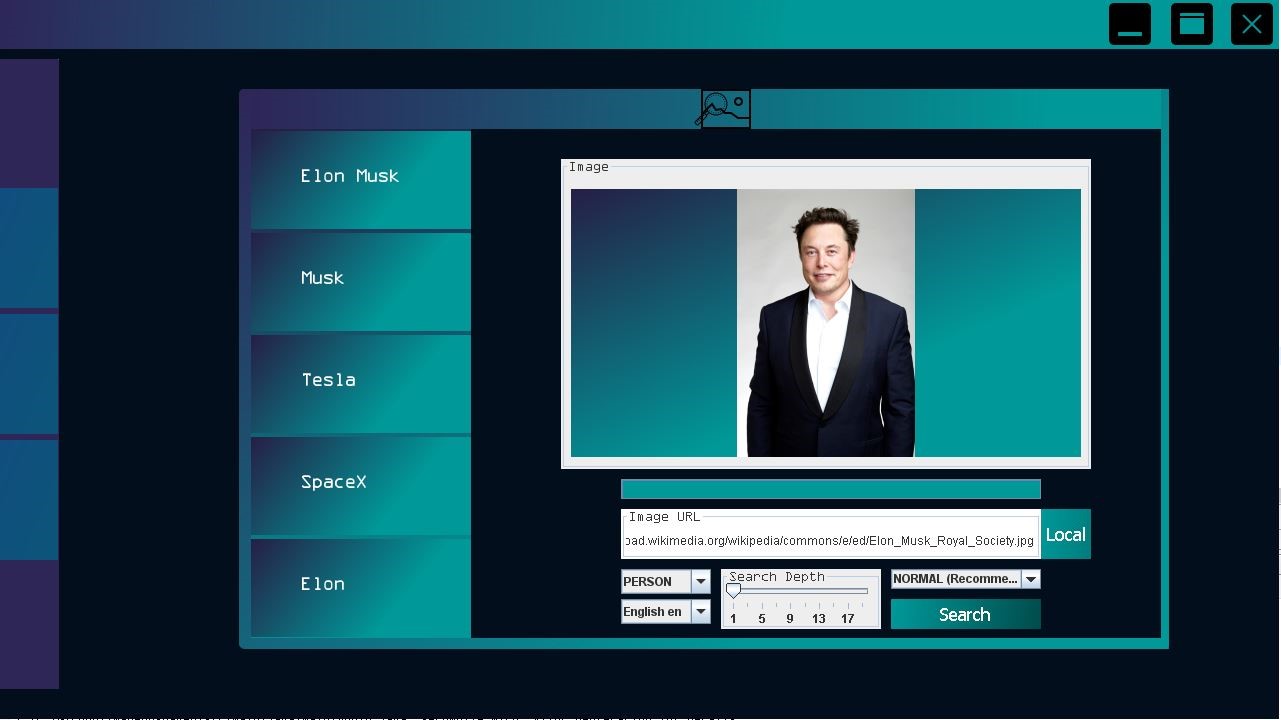 Elon Musk
Musk
Tesla
SpaceX
Elon
Image
Image URL
oad.wikimedia.org/wikipedia/commons/e/ed/Elon_Musk_Royal_Society.jpg
Local
PERSON
English en
Search Depth
1 5 9 13 17
NORMAL (Recomme...
Search